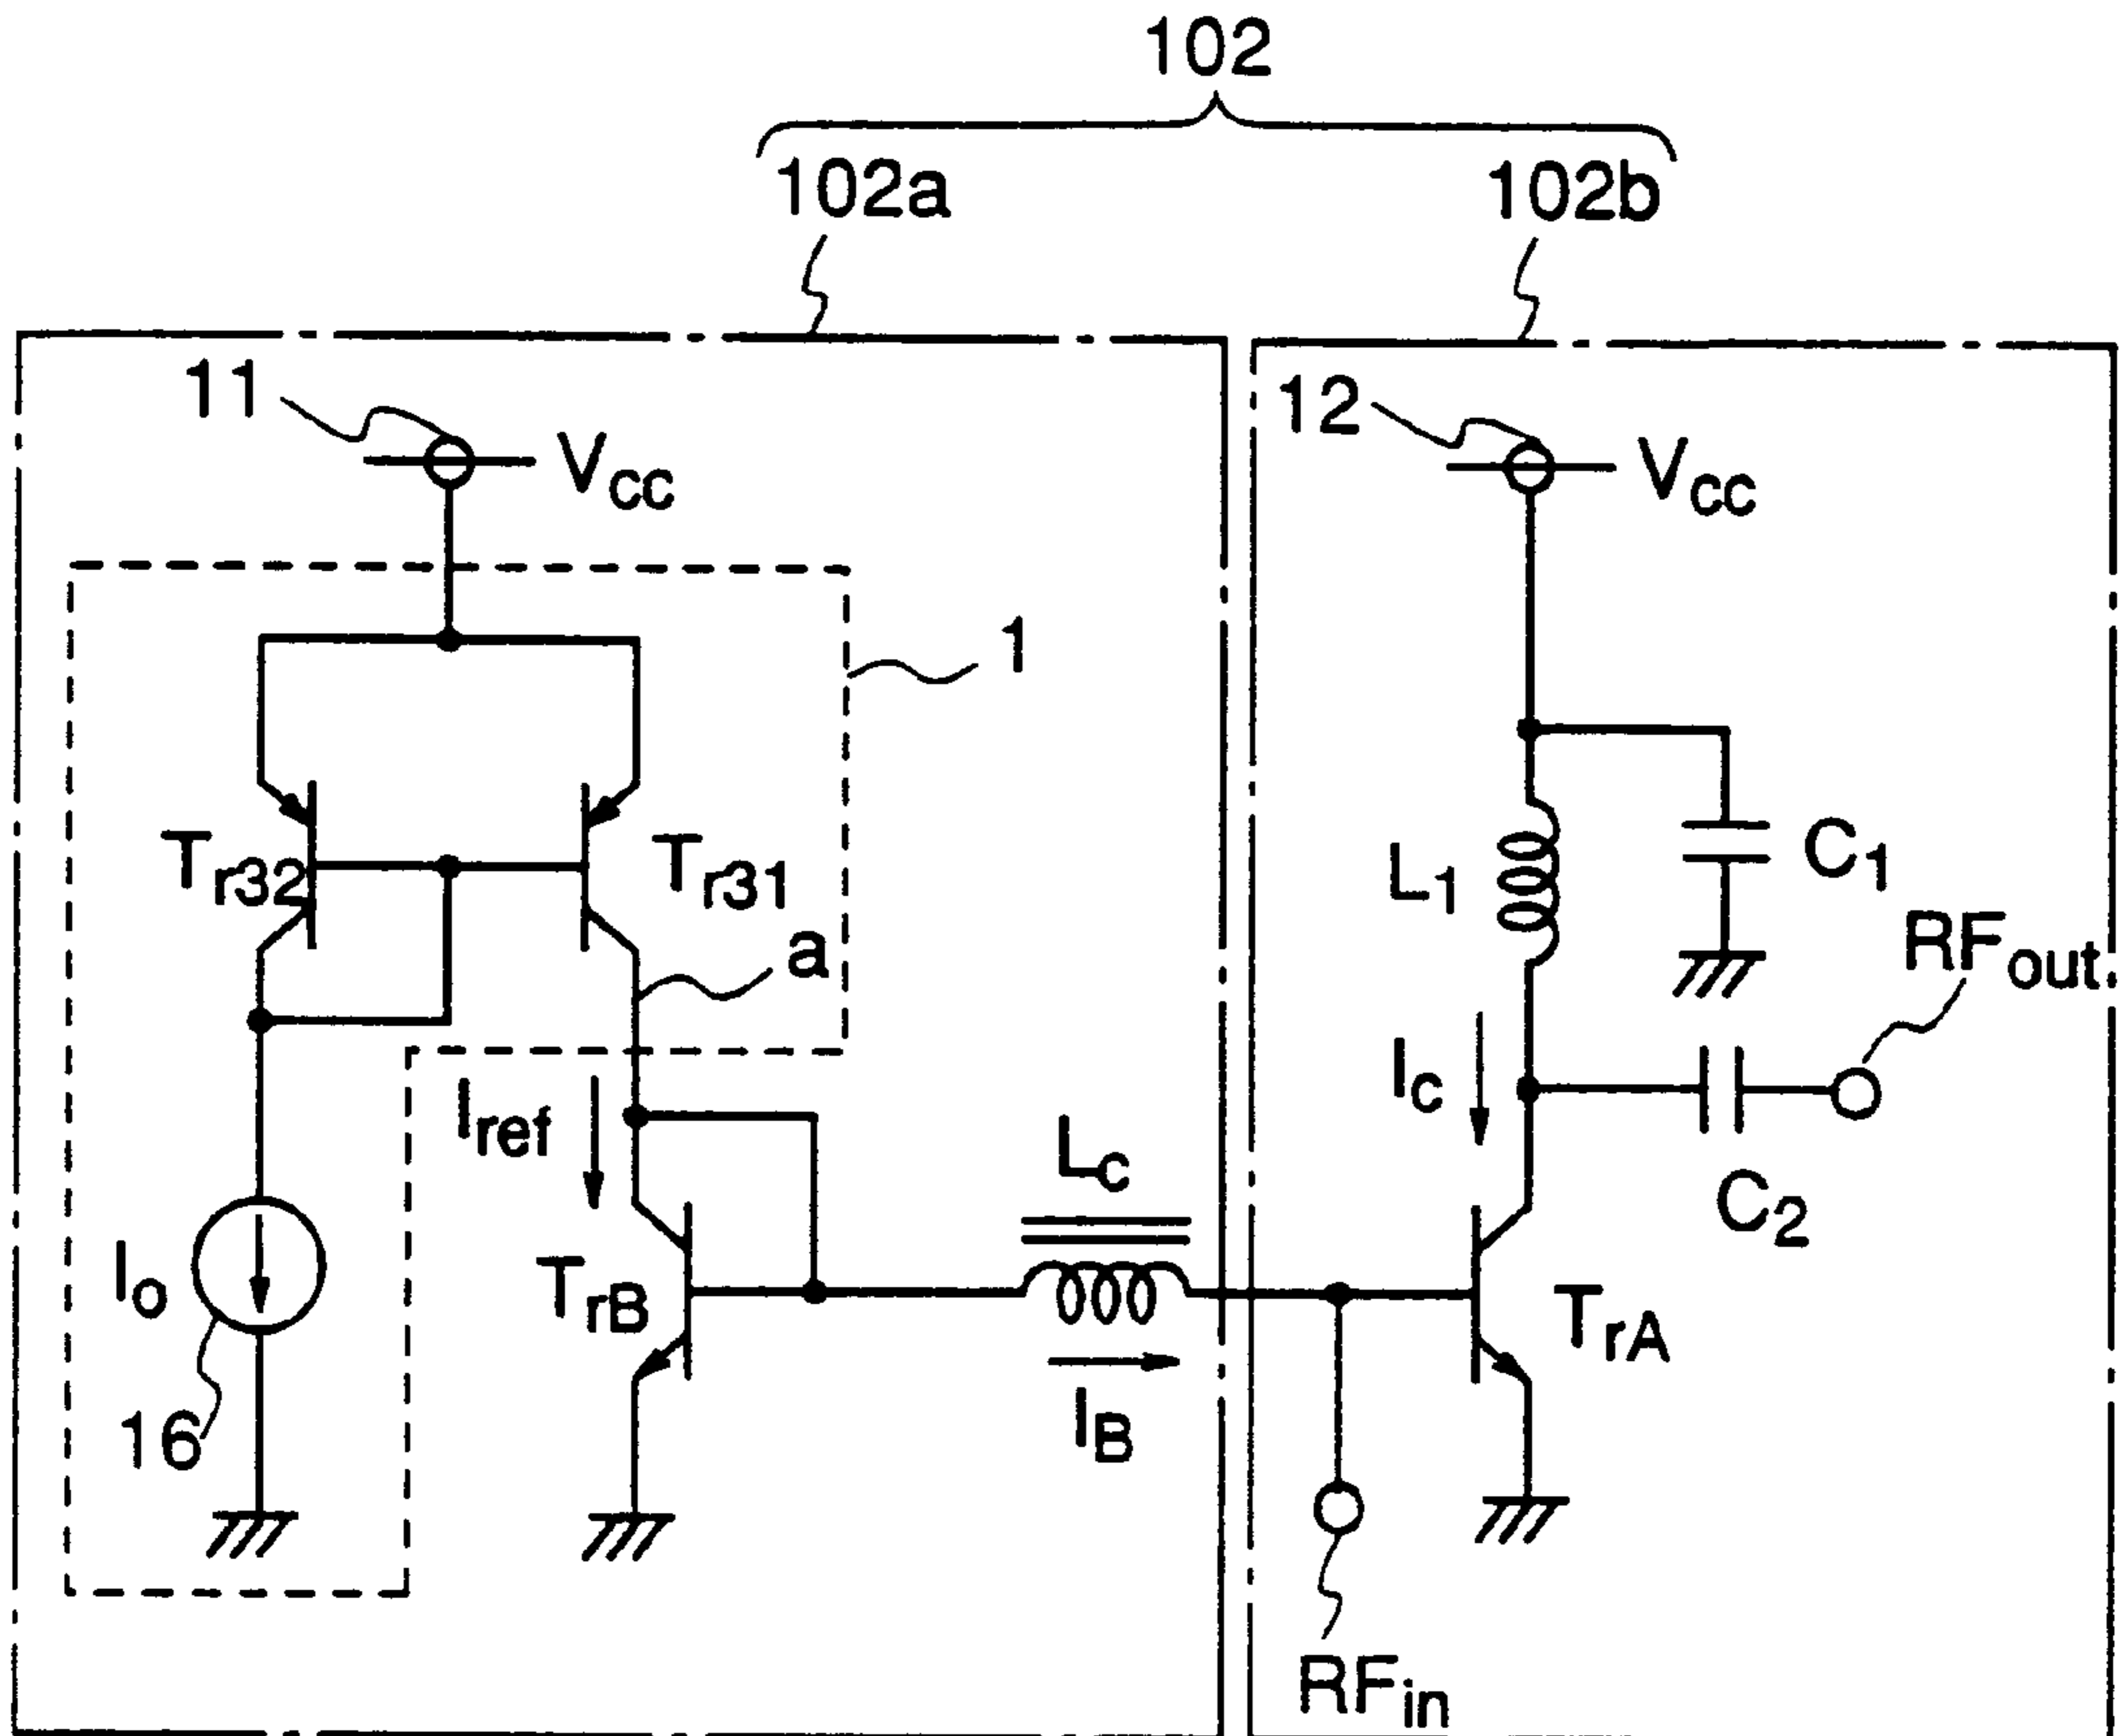 102
102a 102b
11 Vcc
12 Vcc
1
Tr32 Tr31
L1 C1
RFout
a
Iref
Ic
Lc
C2
Io
TrB
TrA
IB
16
RFin